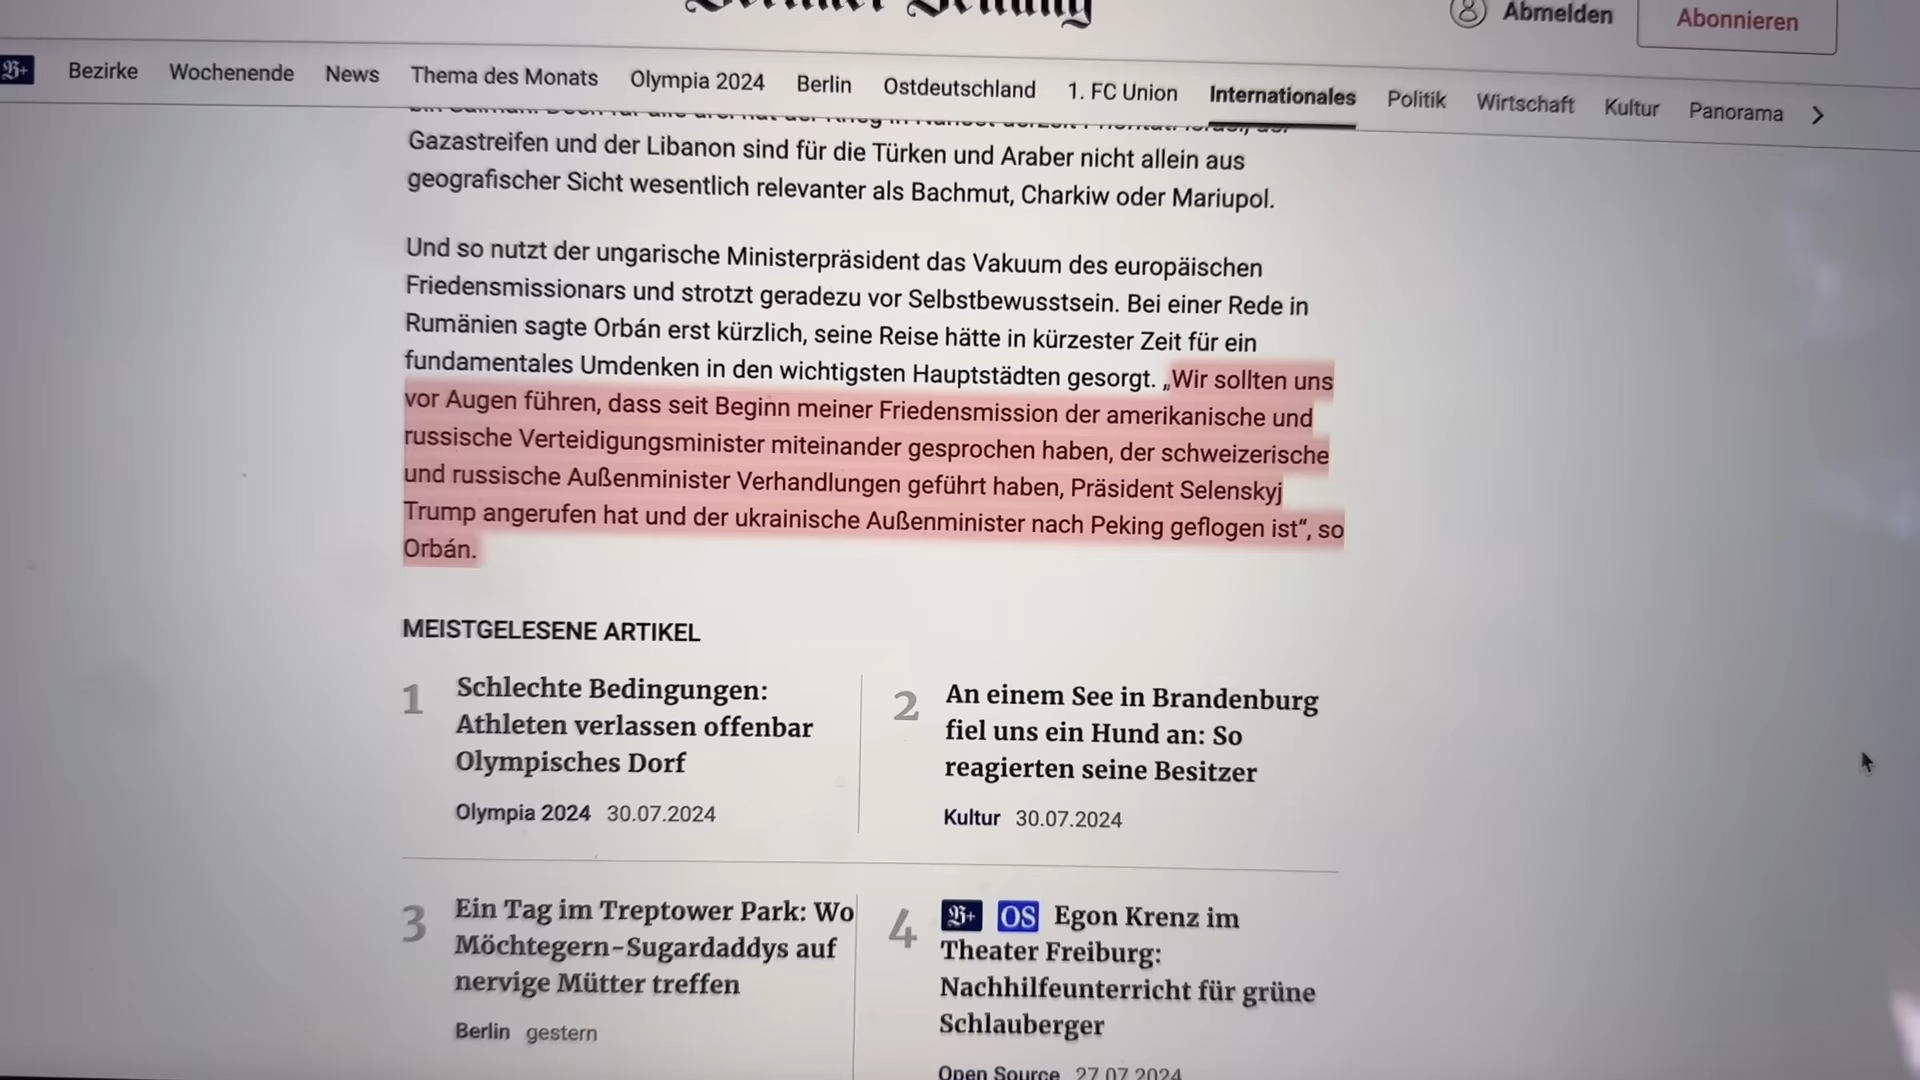 Berliner Zeitung
Abmelden
Abonnieren
B+
Bezirke
Wochenende
News
Thema des Monats
Olympia 2024
Berlin
Ostdeutschland
1. FC Union
Internationales
Politik
Wirtschaft
Kultur
Panorama
Gazastreifen und der Libanon sind für die Türken und Araber nicht allein aus
geografischer Sicht wesentlich relevanter als Bachmut, Charkiw oder Mariupol.
Und so nutzt der ungarische Ministerpräsident das Vakuum des europäischen
Friedensmissionars und strotzt geradezu vor Selbstbewusstsein. Bei einer Rede in
Rumänien sagte Orbán erst kürzlich, seine Reise hätte in kürzester Zeit für ein
fundamentales Umdenken in den wichtigsten Hauptstädten gesorgt. „Wir sollten uns
vor Augen führen, dass seit Beginn meiner Friedensmission der amerikanische und
russische Verteidigungsminister miteinander gesprochen haben, der schweizerische
und russische Außenminister Verhandlungen geführt haben, Präsident Selenskyj
Trump angerufen hat und der ukrainische Außenminister nach Peking geflogen ist“, so
Orbán.
MEISTGELESENE ARTIKEL
1
Schlechte Bedingungen:
Athleten verlassen offenbar
Olympisches Dorf
Olympia 2024 30.07.2024
2
An einem See in Brandenburg
fiel uns ein Hund an: So
reagierten seine Besitzer
Kultur 30.07.2024
3
Ein Tag im Treptower Park: Wo
Möchtegern-Sugardaddys auf
nervige Mütter treffen
Berlin gestern
4
B+ OS Egon Krenz im
Theater Freiburg:
Nachhilfeunterricht für grüne
Schlauberger
Open Source 27.07.2024